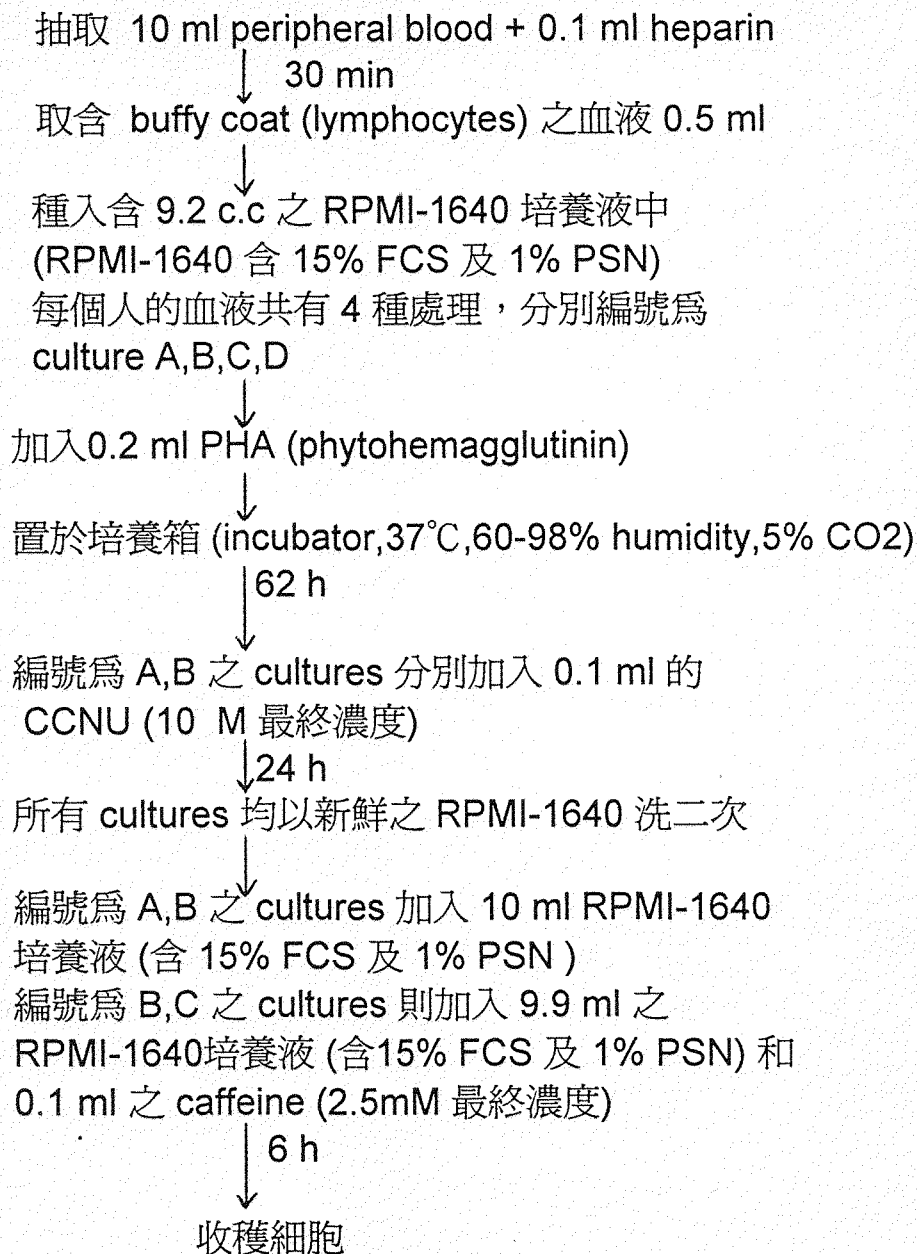 抽取 10 ml peripheral blood + 0.1 ml heparin
30 min
取含 buffy coat (lymphocytes) 之血液 0.5 ml
種入含 9.2 c.c 之 RPMI-1640 培養液中
(RPMI-1640 含 15% FCS 及 1% PSN)
每個人的血液共有 4 種處理，分別編號爲
culture A,B,C,D
加入0.2 ml PHA (phytohemagglutinin)
置於培養箱 (incubator,37℃,60-98% humidity,5% CO2)
62 h
編號爲 A,B 之 cultures 分別加入 0.1 ml 的
CCNU (10 M 最終濃度)
24 h
所有 cultures 均以新鮮之 RPMI-1640 洗二次
編號爲 A,B 之 cultures 加入 10 ml RPMI-1640
培養液 (含 15% FCS 及 1% PSN )
編號爲 B,C 之 cultures 則加入 9.9 ml 之
RPMI-1640培養液 (含15% FCS 及 1% PSN) 和
0.1 ml 之 caffeine (2.5mM 最終濃度)
6 h
收穫細胞